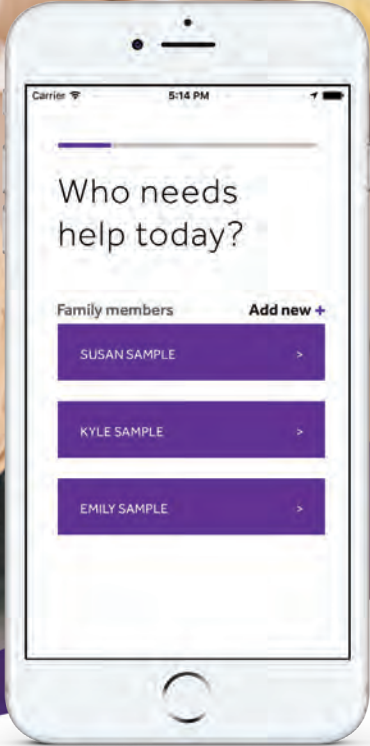 Carrier 5:14 PM
Who needs
help today?
Family members Add new +
SUSAN SAMPLE >
KYLE SAMPLE >
EMILY SAMPLE >